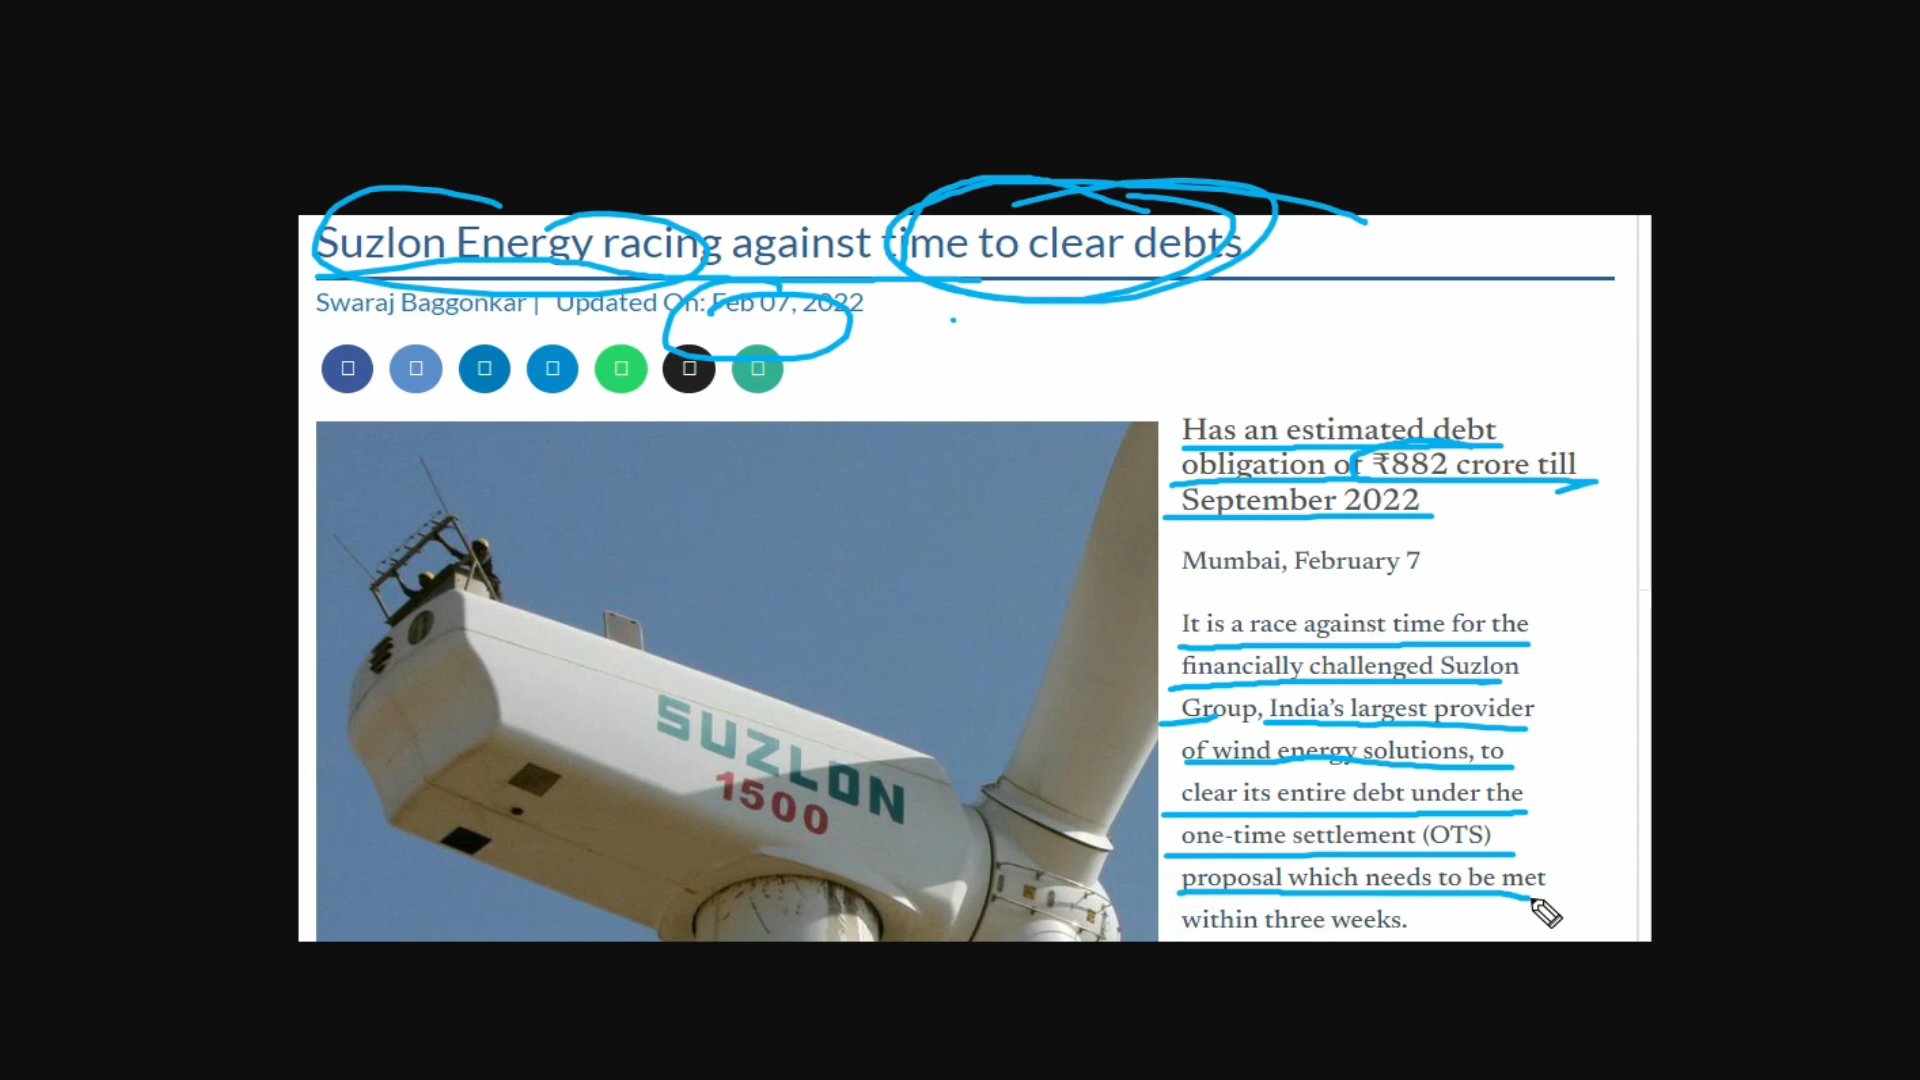 Suzlon Energy racing against time to clear debts
Swaraj Baggonkar | Updated On: Feb 07, 2022
Has an estimated debt
obligation of ₹882 crore till
September 2022
Mumbai, February 7
It is a race against time for the
financially challenged Suzlon
Group, India’s largest provider
of wind energy solutions, to
clear its entire debt under the
one-time settlement (OTS)
proposal which needs to be met
within three weeks.
SUZLON
1500